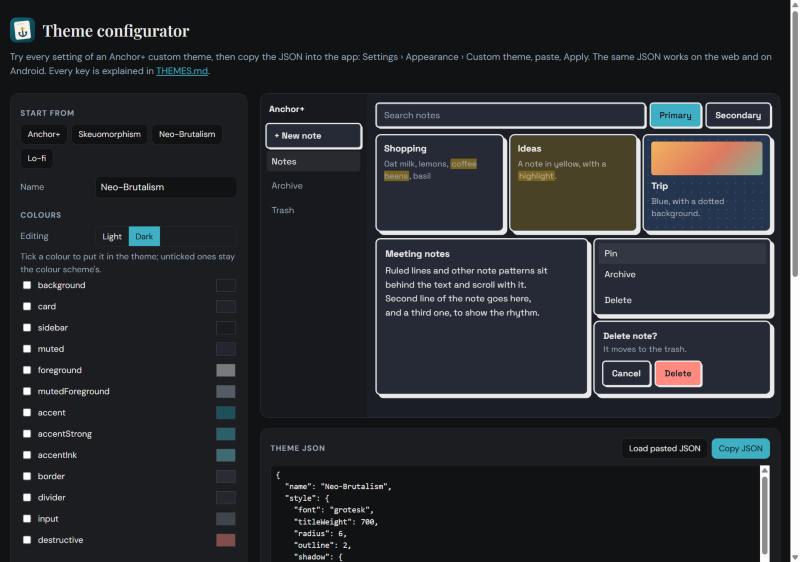 Theme configurator
Try every setting of an Anchor+ custom theme, then copy the JSON into the app: Settings › Appearance › Custom theme, paste, Apply. The same JSON works on the web and on
Android. Every key is explained in THEMES.md.
START FROM
Anchor+
Skeuomorphism
Neo-Brutalism
Lo-fi
Name
Neo-Brutalism
COLOURS
Editing
Light
Dark
Tick a colour to put it in the theme; unticked ones stay
the colour scheme's.
background
card
sidebar
muted
foreground
mutedForeground
accent
accentStrong
accentInk
border
divider
input
destructive
Anchor+
+ New note
Notes
Archive
Trash
Search notes
Primary
Secondary
Shopping
Oat milk, lemons, coffee
beans, basil
Ideas
A note in yellow, with a
highlight.
Trip
Blue, with a dotted
background.
Meeting notes
Ruled lines and other note patterns sit
behind the text and scroll with it.
Second line of the note goes here,
and a third one, to show the rhythm.
Pin
Archive
Delete
Delete note?
It moves to the trash.
Cancel
Delete
THEME JSON
Load pasted JSON
Copy JSON
{
"name": "Neo-Brutalism",
"style": {
"font": "grotesk",
"titleWeight": 700,
"radius": 6,
"outline": 2,
"shadow": {